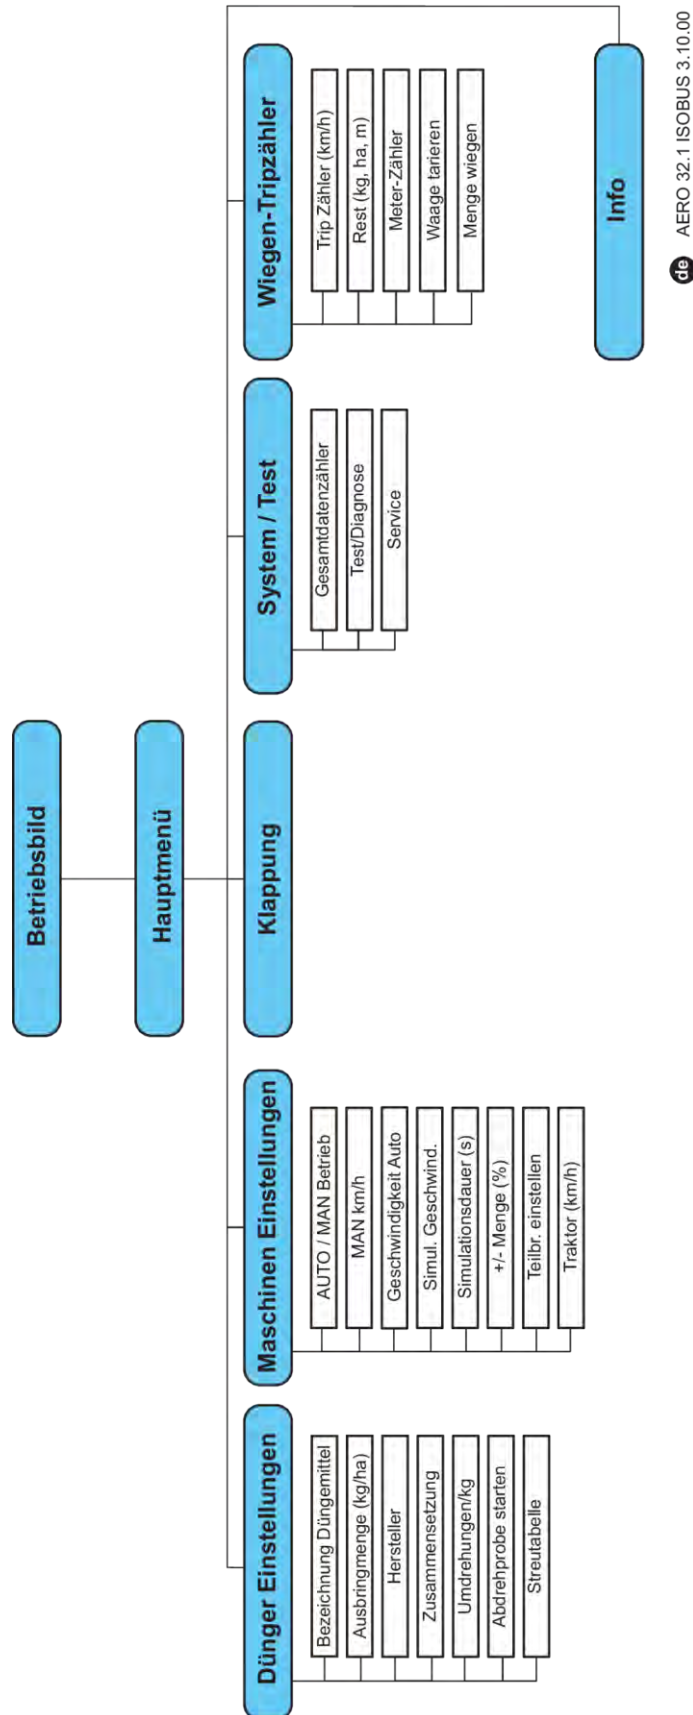 Betriebsbild
Hauptmenü
Dünger Einstellungen
Bezeichnung Düngemittel
Ausbringmenge (kg/ha)
Hersteller
Zusammensetzung
Umdrehungen/kg
Abdrehprobe starten
Streutabelle
Maschinen Einstellungen
AUTO / MAN Betrieb
MAN km/h
Geschwindigkeit Auto
Simul. Geschwind.
Simulationsdauer (s)
+/- Menge (%)
Teilbr. einstellen
Traktor (km/h)
Klappung
System / Test
Gesamtdatenzähler
Test/Diagnose
Service
Wiegen-Tripzähler
Trip Zähler (km/h)
Rest (kg, ha, m)
Meter-Zähler
Waage tarieren
Menge wiegen
Info
de AERO 32.1 ISOBUS 3.10.00